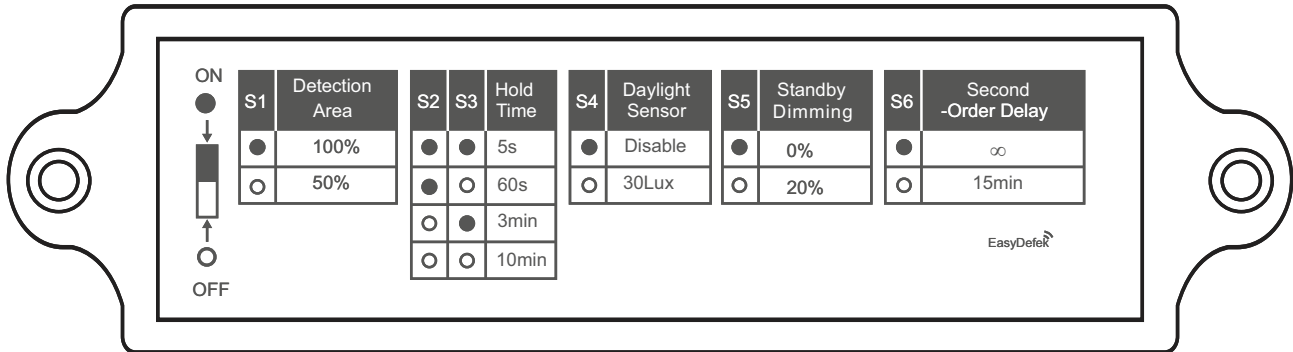 ON
OFF
S1 Detection Area
100%
50%
S2 S3 Hold Time
5s
60s
3min
10min
S4 Daylight Sensor
Disable
30Lux
S5 Standby Dimming
0%
20%
S6 Second -Order Delay
∞
15min
EasyDefek